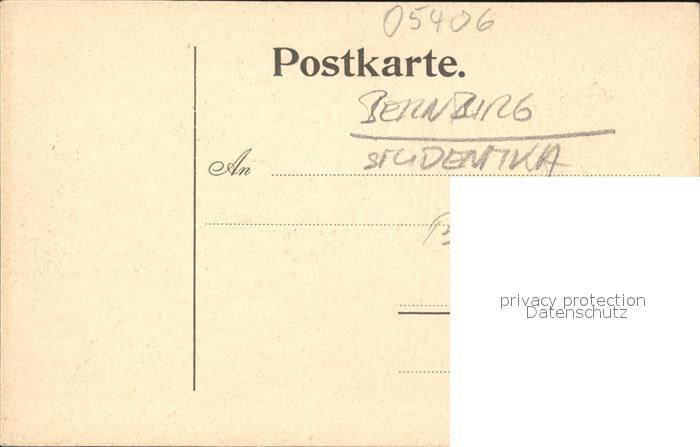 05406
Postkarte.
BERNBURG
STUDENTIKA
An
privacy protection
Datenschutz